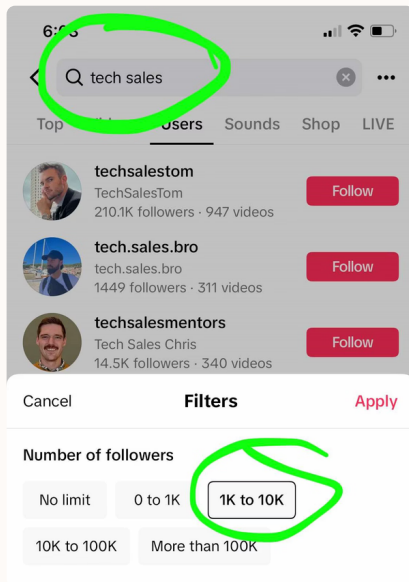 tech sales
Top Users Sounds Shop LIVE
techsalestom
TechSalesTom
210.1K followers · 947 videos
Follow
tech.sales.bro
tech.sales.bro
1449 followers · 311 videos
Follow
techsalesmentors
Tech Sales Chris
14.5K followers · 340 videos
Follow
Cancel Filters Apply
Number of followers
No limit 0 to 1K 1K to 10K
10K to 100K More than 100K